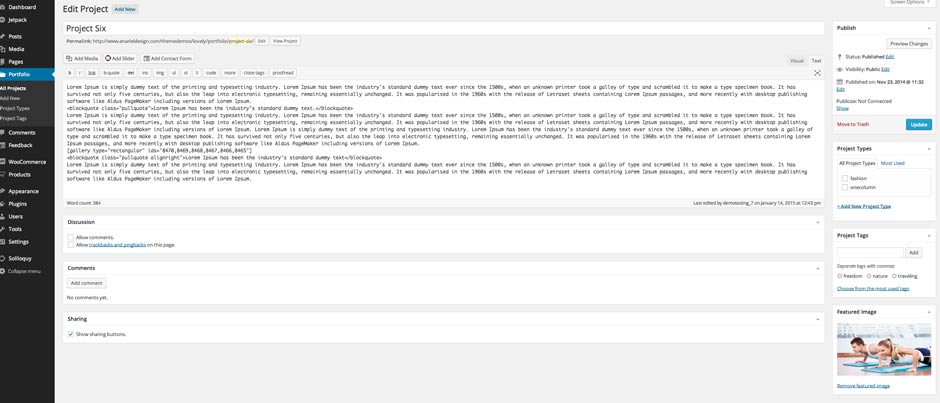 Dashboard
Jetpack
Posts
Media
Pages
Portfolio
All Projects
Add New
Project Types
Project Tags
Comments
Feedback
WooCommerce
Products
Appearance
Plugins
Users
Tools
Settings
Soliloquy
Collapse menu
Screen Options
Edit Project Add New
Project Six
Permalink: http://www.anarieldesign.com/themedemos/lovely/portfolio/project-six/ Edit View Project
Add Media Add Slider Add Contact Form
Visual Text
b i link b-quote del ins img ul ol li code more close tags proofread
Lorem Ipsum is simply dummy text of the printing and typesetting industry. Lorem Ipsum has been the industry's standard dummy text ever since the 1500s, when an unknown printer took a galley of type and scrambled it to make a type specimen book. It has
survived not only five centuries, but also the leap into electronic typesetting, remaining essentially unchanged. It was popularised in the 1960s with the release of Letraset sheets containing Lorem Ipsum passages, and more recently with desktop publishing
software like Aldus PageMaker including versions of Lorem Ipsum.
<blockquote class="pullquote">Lorem Ipsum has been the industry's standard dummy text.</blockquote>
Lorem Ipsum is simply dummy text of the printing and typesetting industry. Lorem Ipsum has been the industry's standard dummy text ever since the 1500s, when an unknown printer took a galley of type and scrambled it to make a type specimen book. It has
survived not only five centuries, but also the leap into electronic typesetting, remaining essentially unchanged. It was popularised in the 1960s with the release of Letraset sheets containing Lorem Ipsum passages, and more recently with desktop publishing
software like Aldus PageMaker including versions of Lorem Ipsum. Lorem Ipsum is simply dummy text of the printing and typesetting industry. Lorem Ipsum has been the industry's standard dummy text ever since the 1500s, when an unknown printer took a galley of
type and scrambled it to make a type specimen book. It has survived not only five centuries, but also the leap into electronic typesetting, remaining essentially unchanged. It was popularised in the 1960s with the release of Letraset sheets containing Lorem
Ipsum passages, and more recently with desktop publishing software like Aldus PageMaker including versions of Lorem Ipsum.
[gallery type="rectangular" ids="8470,8469,8468,8467,8466,8465"]
<blockquote class="pullquote alignright">Lorem Ipsum has been the industry's standard dummy text</blockquote>
Lorem Ipsum is simply dummy text of the printing and typesetting industry. Lorem Ipsum has been the industry's standard dummy text ever since the 1500s, when an unknown printer took a galley of type and scrambled it to make a type specimen book. It has
survived not only five centuries, but also the leap into electronic typesetting, remaining essentially unchanged. It was popularised in the 1960s with the release of Letraset sheets containing Lorem Ipsum passages, and more recently with desktop publishing
software like Aldus PageMaker including versions of Lorem Ipsum.
Word count: 384
Last edited by demotesting_7 on January 14, 2015 at 12:43 pm
Discussion
Allow comments.
Allow trackbacks and pingbacks on this page.
Comments
Add comment
No comments yet.
Sharing
Show sharing buttons.
Publish
Preview Changes
Status: Published Edit
Visibility: Public Edit
Published on: Nov 23, 2014 @ 11:32
Edit
Publicize: Not Connected
Show
Move to Trash Update
Project Types
All Project Types Most Used
fashion
onecolumn
+ Add New Project Type
Project Tags
Add
Separate tags with commas
freedom nature traveling
Choose from the most used tags
Featured Image
Remove featured image